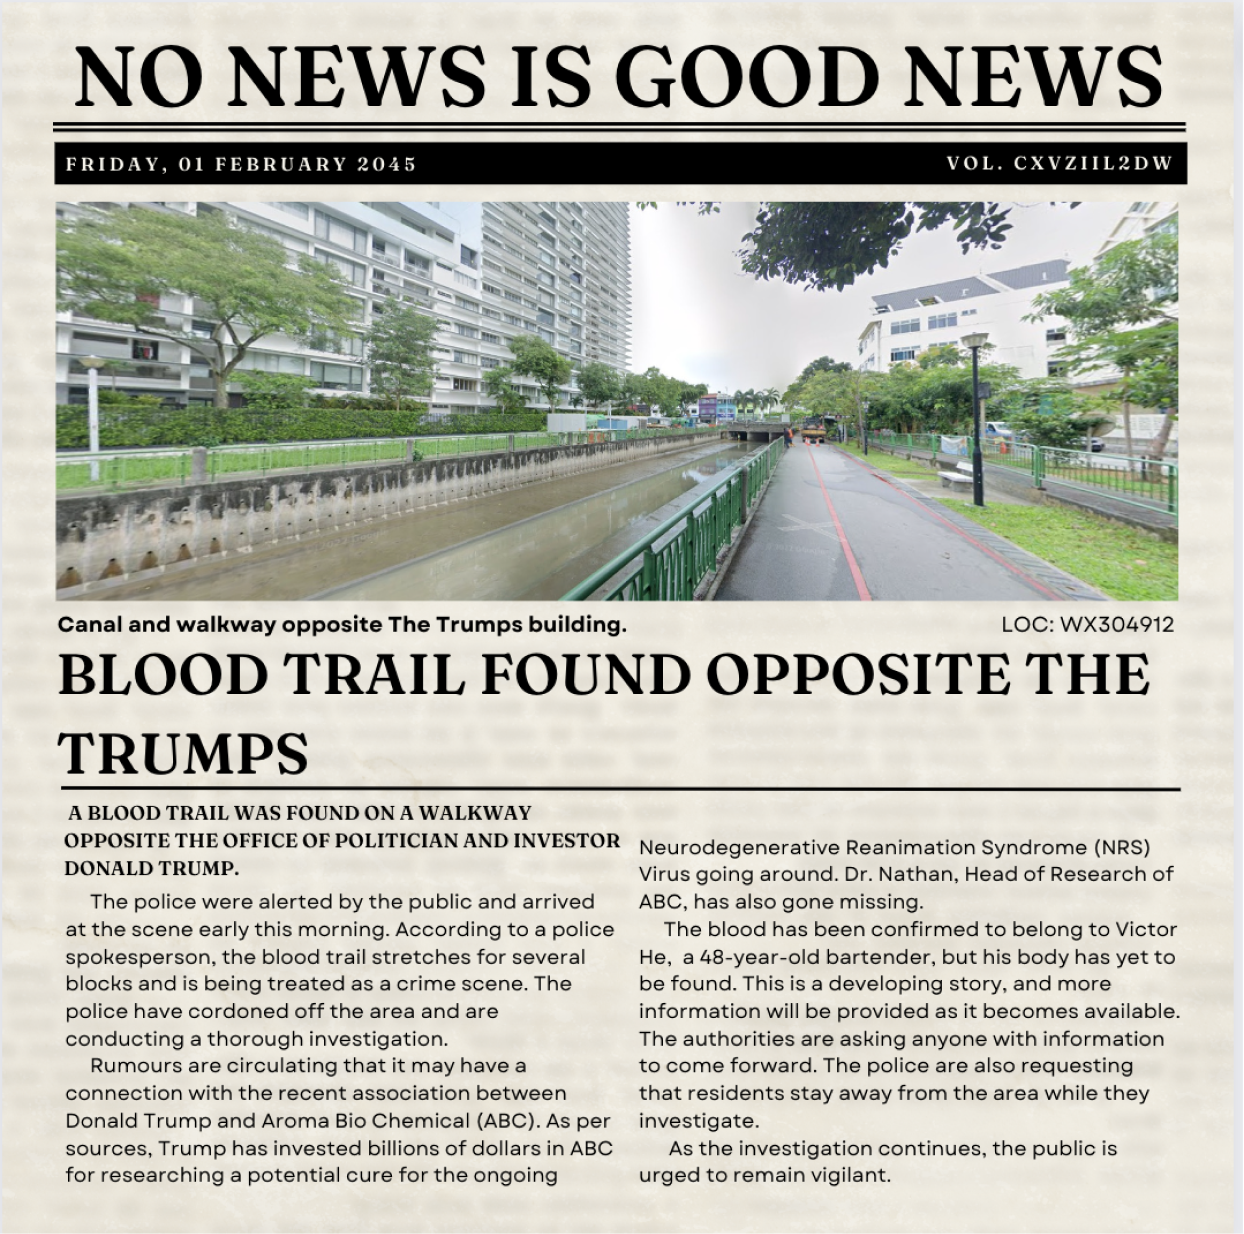 NO NEWS IS GOOD NEWS
FRIDAY, 01 FEBRUARY 2045
VOL. CXVZIIL2DW
Canal and walkway opposite The Trumps building.
LOC: WX304912
BLOOD TRAIL FOUND OPPOSITE THE
TRUMPS
A BLOOD TRAIL WAS FOUND ON A WALKWAY
OPPOSITE THE OFFICE OF POLITICIAN AND INVESTOR
DONALD TRUMP.
The police were alerted by the public and arrived
at the scene early this morning. According to a police
spokesperson, the blood trail stretches for several
blocks and is being treated as a crime scene. The
police have cordoned off the area and are
conducting a thorough investigation.
Rumours are circulating that it may have a
connection with the recent association between
Donald Trump and Aroma Bio Chemical (ABC). As per
sources, Trump has invested billions of dollars in ABC
for researching a potential cure for the ongoing
Neurodegenerative Reanimation Syndrome (NRS)
Virus going around. Dr. Nathan, Head of Research of
ABC, has also gone missing.
The blood has been confirmed to belong to Victor
He, a 48-year-old bartender, but his body has yet to
be found. This is a developing story, and more
information will be provided as it becomes available.
The authorities are asking anyone with information
to come forward. The police are also requesting
that residents stay away from the area while they
investigate.
As the investigation continues, the public is
urged to remain vigilant.